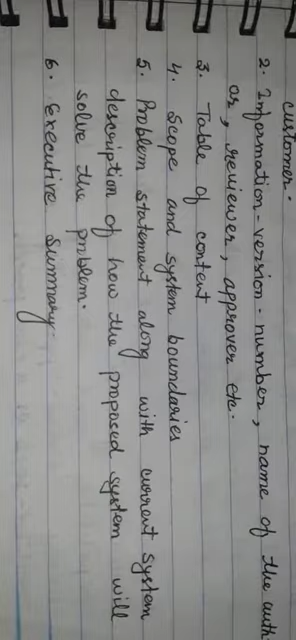 customer.
2. Information - version - number, name of the auth
or, reviewer, approver etc.
3. Table of content
4. Scope and system boundaries
5. Problem statement along with current system
description of how the proposed system will
solve the problem.
6. Executive Summary.